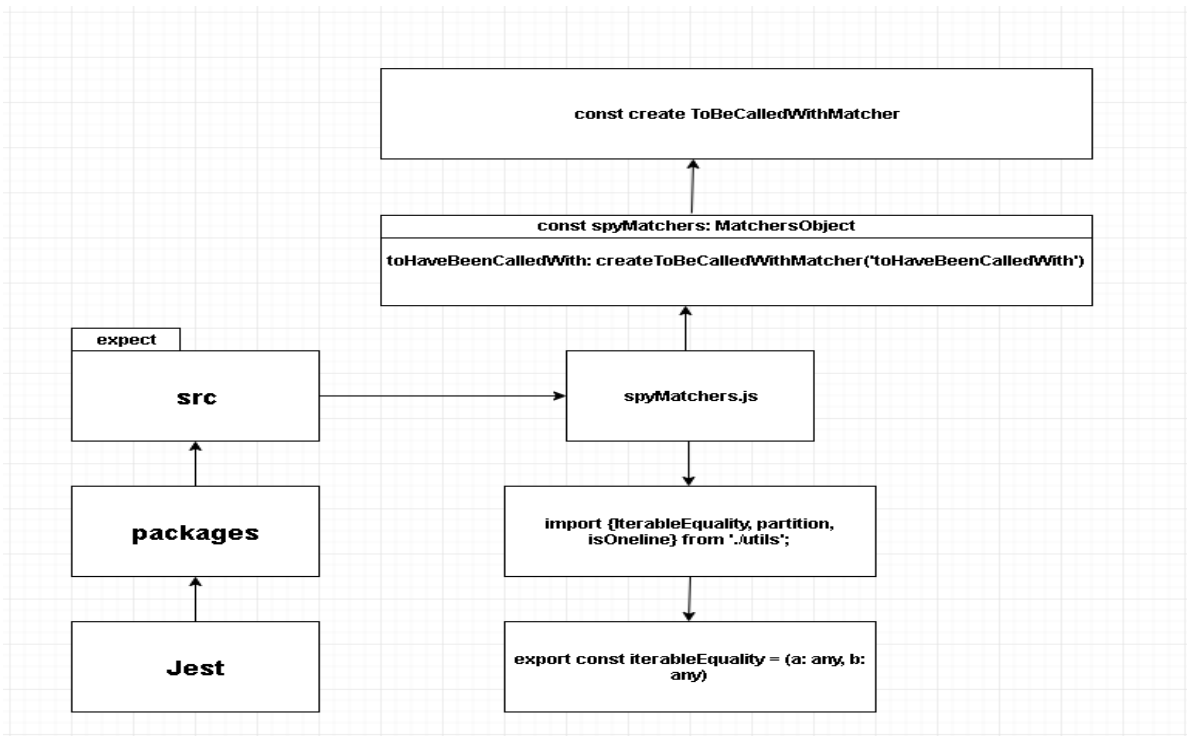 const create ToBeCalledWithMatcher
const spyMatchers: MatchersObject
toHaveBeenCalledWith: createToBeCalledWithMatcher('toHaveBeenCalledWith')
expect
src
spyMatchers.js
packages
import {IterableEquality, partition,
isOneline} from './utils';
Jest
export const iterableEquality = (a: any, b:
any)